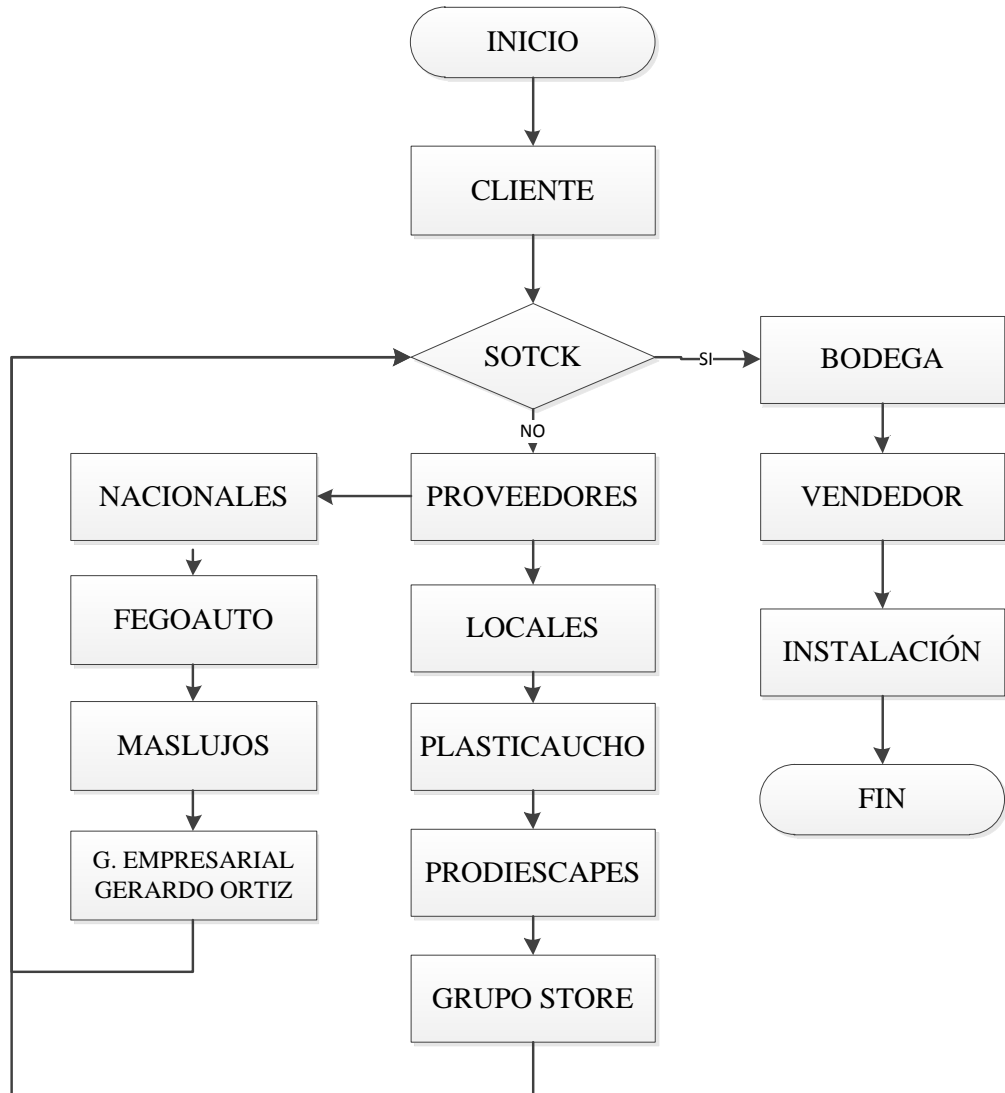 INICIO
CLIENTE
SOTCK
SI
BODEGA
NO
NACIONALES
PROVEEDORES
VENDEDOR
FEGOAUTO
LOCALES
INSTALACIÓN
MASLUJOS
PLASTICAUCHO
FIN
G. EMPRESARIAL
GERARDO ORTIZ
PRODIESCAPES
GRUPO STORE